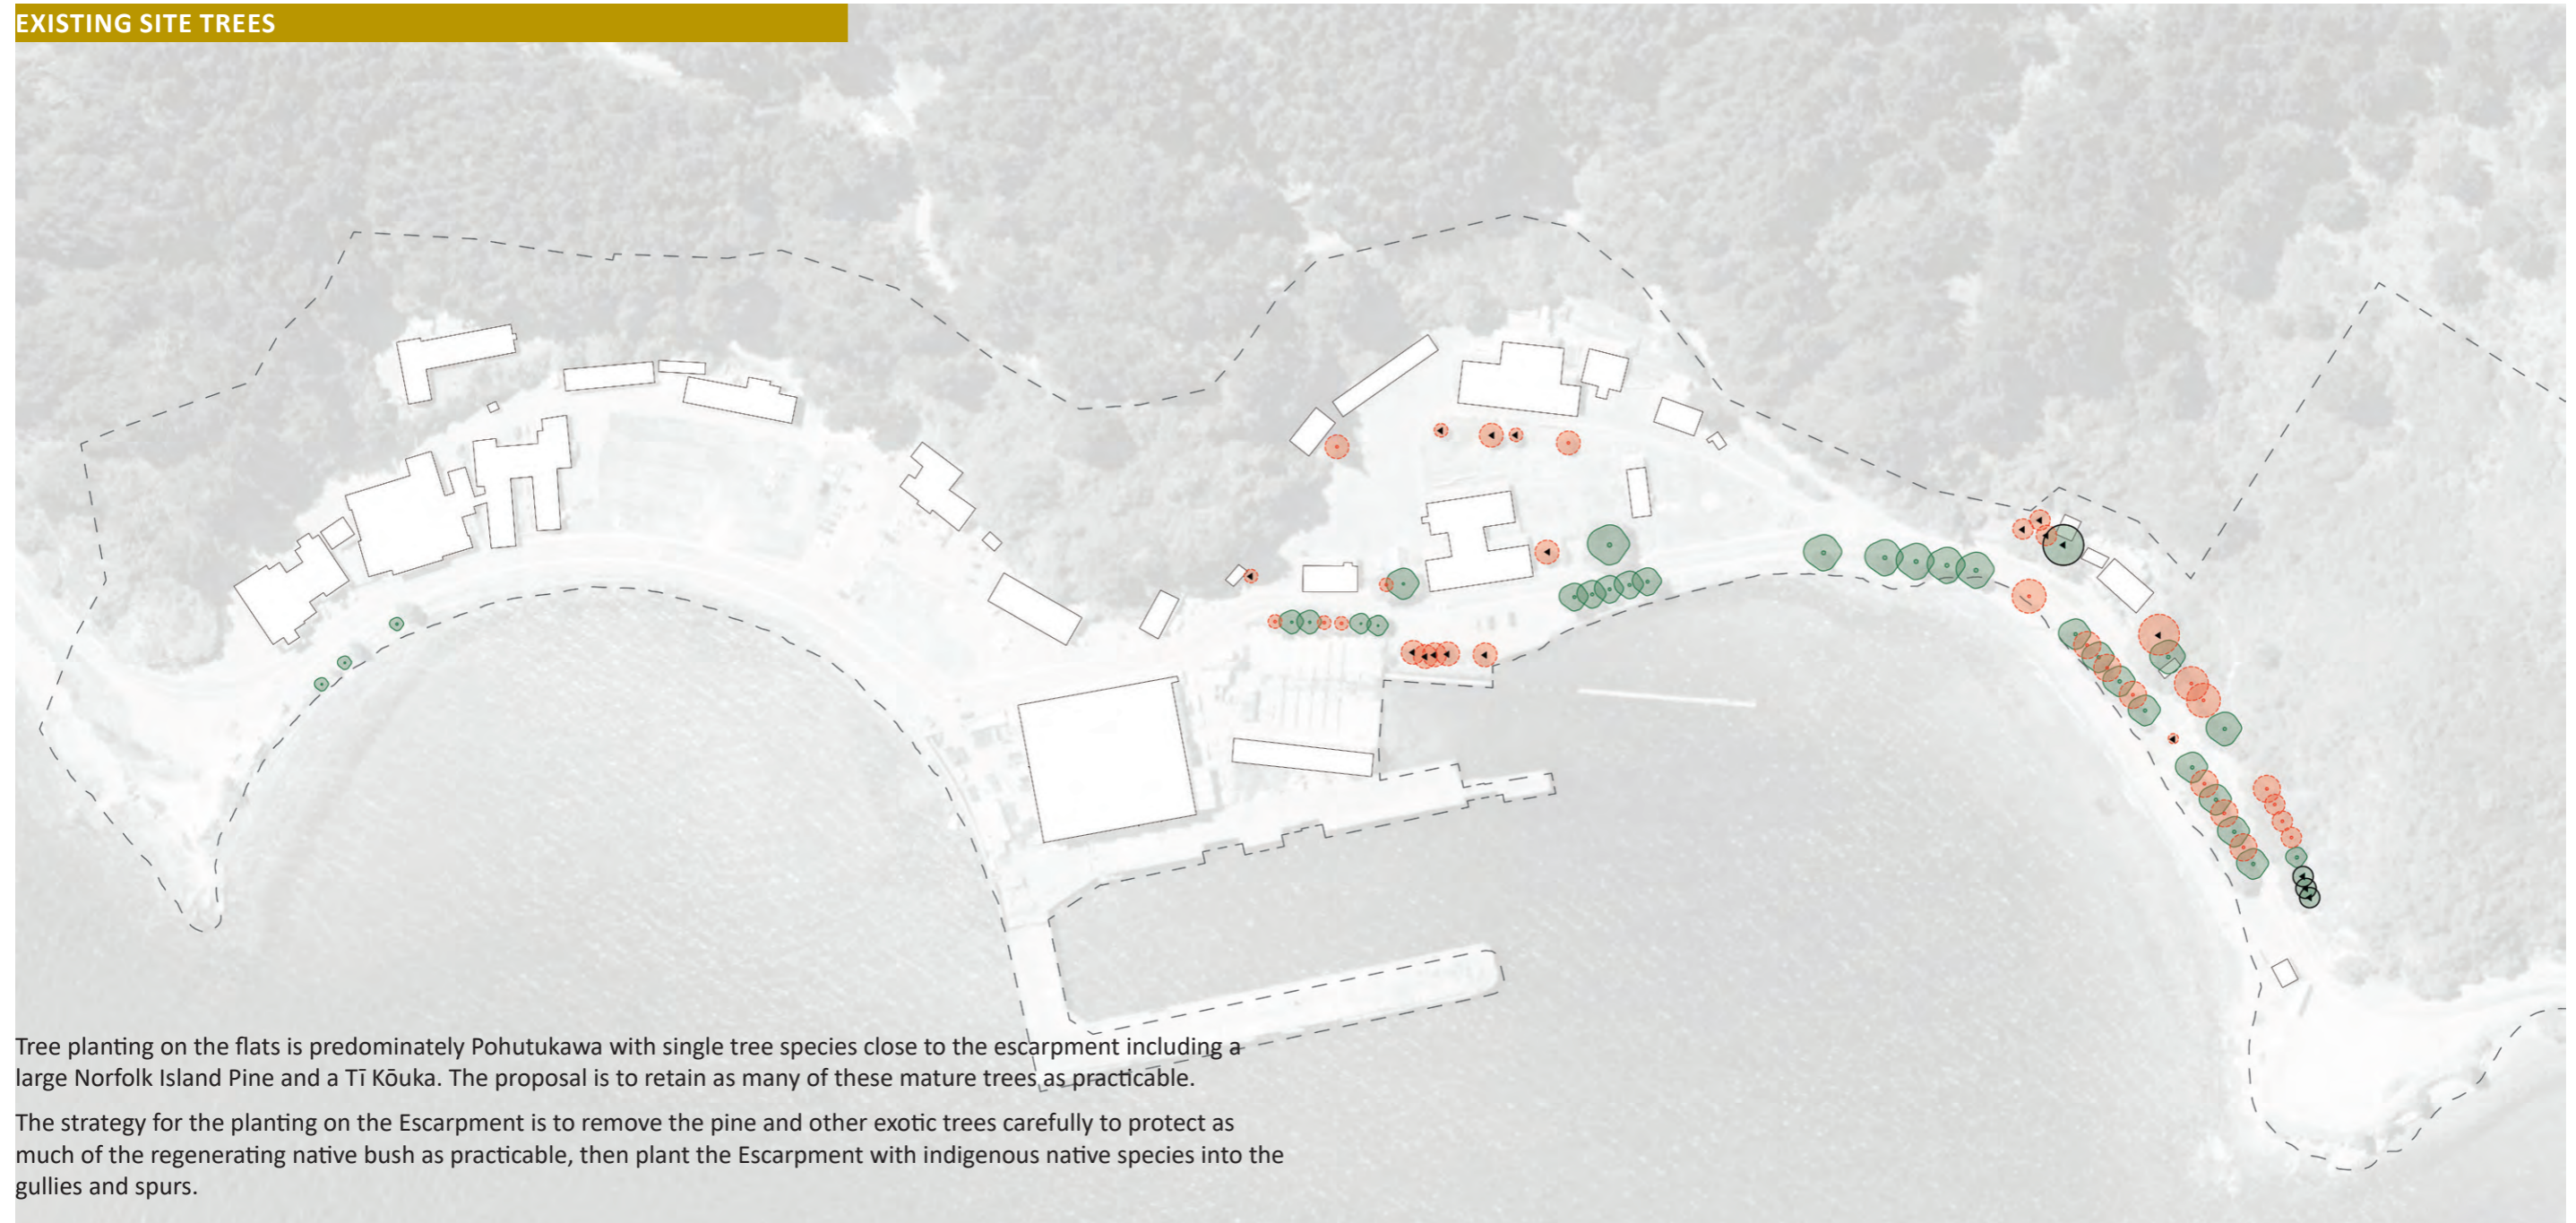 EXISTING SITE TREES
Tree planting on the flats is predominately Pohutukawa with single tree species close to the escarpment including a
large Norfolk Island Pine and a Tī Kōuka. The proposal is to retain as many of these mature trees as practicable.
The strategy for the planting on the Escarpment is to remove the pine and other exotic trees carefully to protect as
much of the regenerating native bush as practicable, then plant the Escarpment with indigenous native species into the
gullies and spurs.